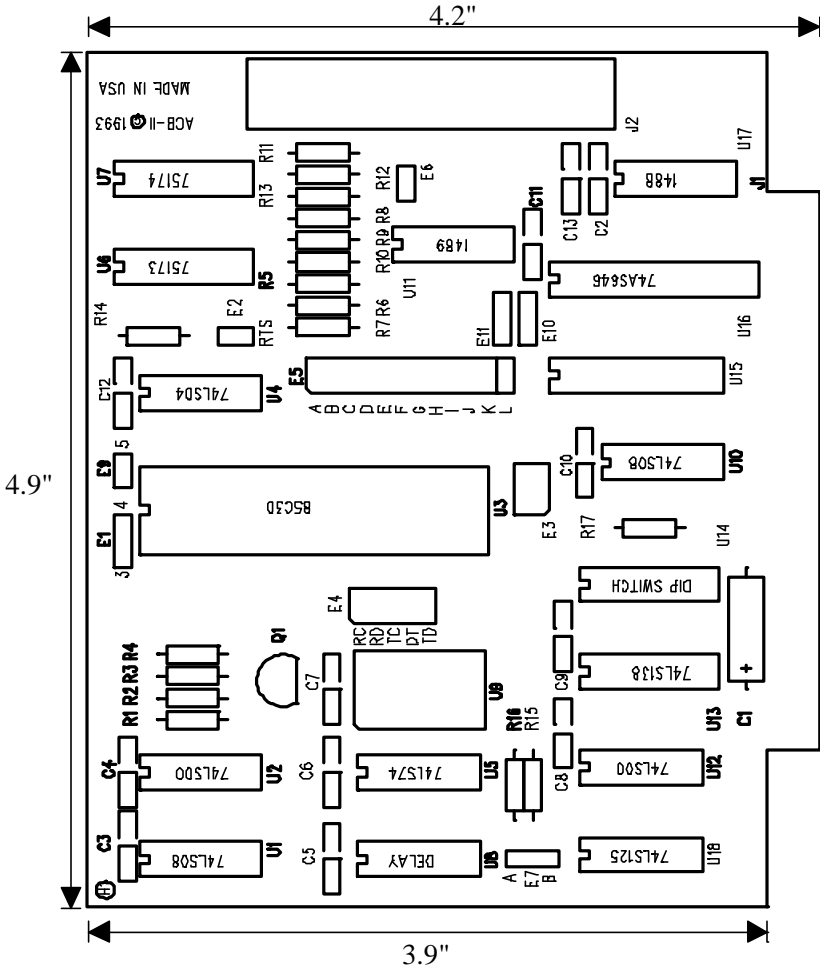 4.2"
MADE IN USA
ACB-II © 1993
J2
U17
R11
R12
E6
U7
75174
R13
C11
148B
J1
R8
C13
C2
R9
1489
U6
75173
R10
U11
R5
74AS646
R14
E2
RTS
R6
R7
E11
E10
U16
C12
74LSD4
U4
E5
U15
A
B
C
D
E
F
G
H
I
J
K
L
5
E9
4
C10
74LS08
U10
4.9"
85C3D
U3
E3
R17
U14
E1
3
DIP SWITCH
E4
RC
RD
TC
DT
TD
Q1
R1 R2 R3 R4
C7
U9
C9
74LS138
U13
C1
+
R16
R15
C4
74LSD0
U2
C6
74LS74
U5
C8
74LS00
U12
C3
74LS08
U1
C5
DELAY
U8
A
E7
B
74LS125
U18
H
3.9"